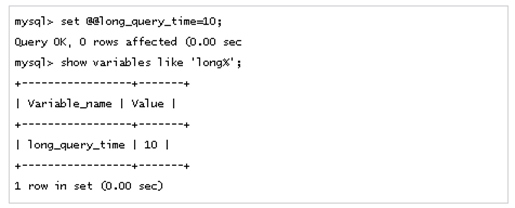 mysql> set @@long_query_time=10;
Query OK, 0 rows affected (0.00 sec
mysql> show variables like 'long%';
+-----------------+-------+
| Variable_name | Value |
+-----------------+-------+
| long_query_time | 10 |
+-----------------+-------+
1 row in set (0.00 sec)